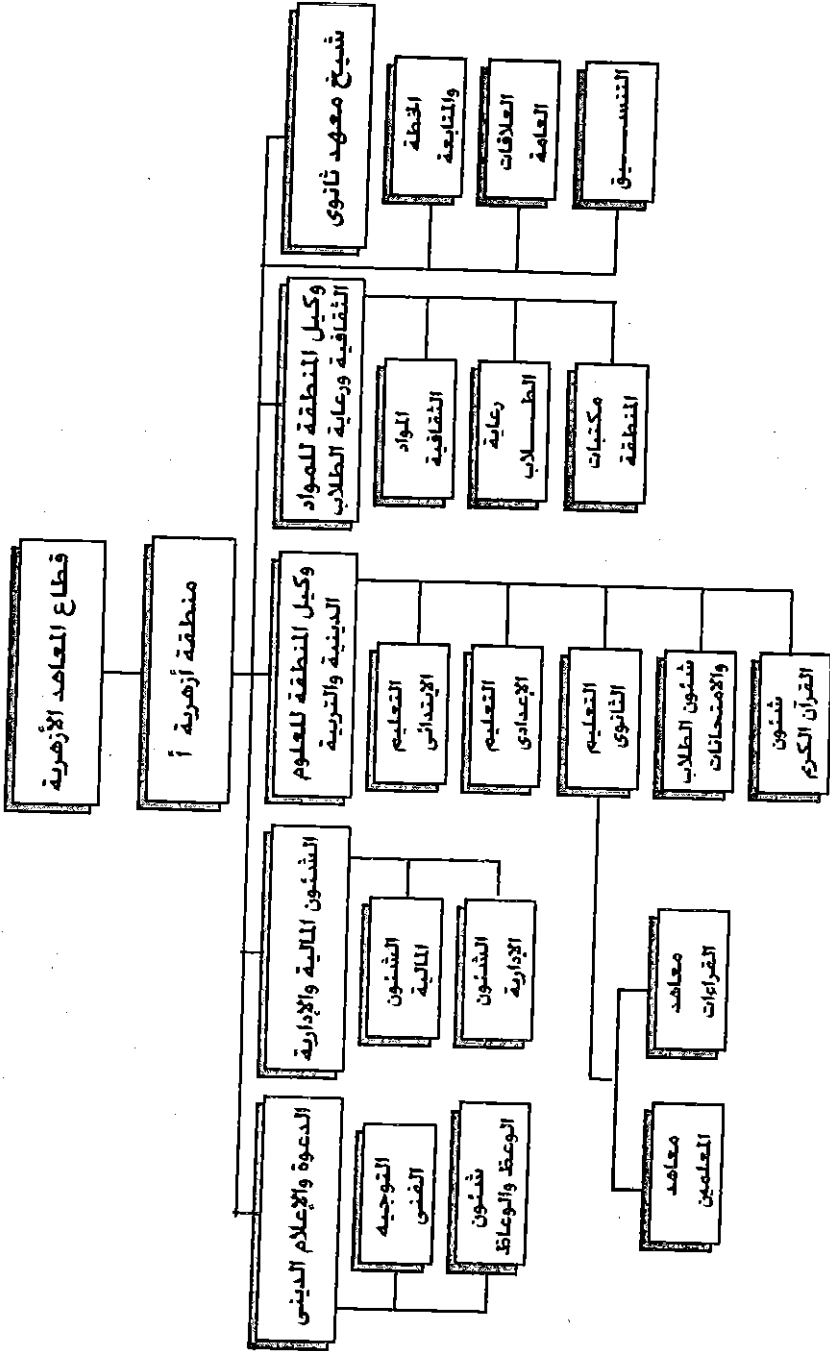 قطاع المعاهد الأزهرية
منطقة أزهرية أ
شيخ معهد ثانوى
الخطة
والمتابعة
العلاقات
العامة
التنسيق
وكيل المنطقة للمواد
الثقافية ورعاية الطلاب
المواد
الثقافية
رعاية
الطلاب
مكتبات
المنطقة
وكيل المنطقة للعلوم
الدينية والتربية
التعليم
الابتدائى
التعليم
الإعدادى
التعليم
الثانوى
شئون الطلاب
والامتحانات
شئون
القرآن الكريم
معاهد
القراءات
معاهد
المعلمين
الشئون المالية والإدارية
الشئون
المالية
الشئون
الإدارية
الدعوة والإعلام الدينى
التوجيه
الفنى
شئون
الوعظ والوعاظ